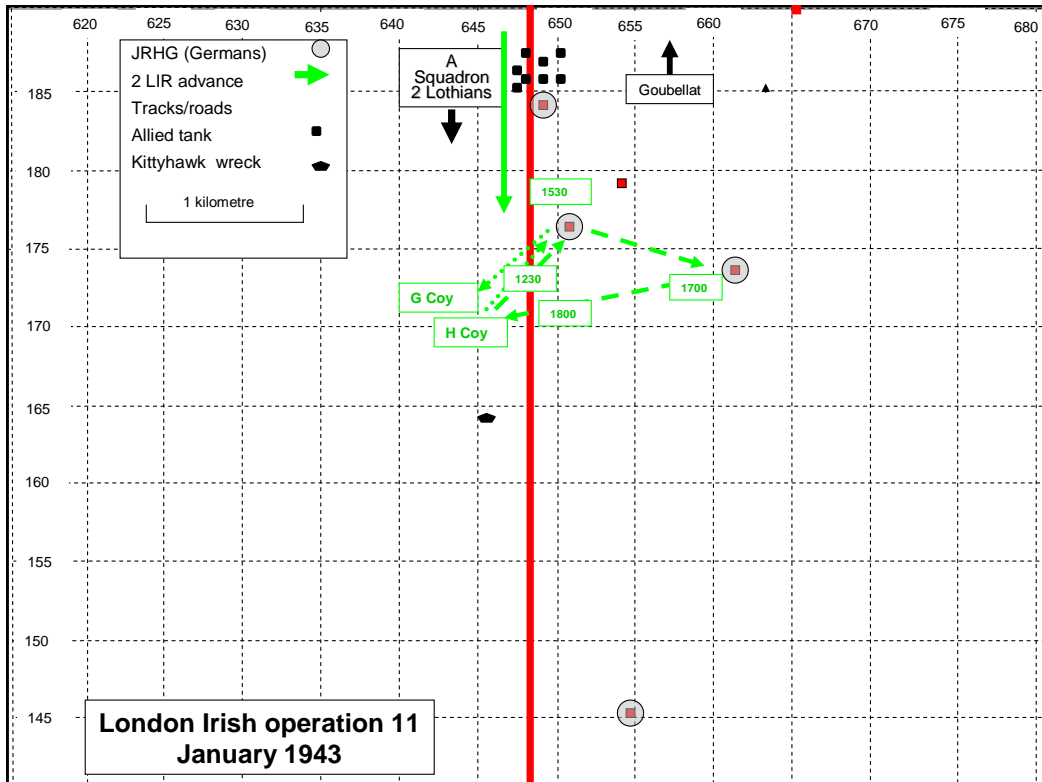 620 625 630 635 640 645 650 655 660 670 675 680
JRHG (Germans)
2 LIR advance
Tracks/roads
Allied tank
Kittyhawk wreck
1 kilometre
A
Squadron
2 Lothians
Goubellat
185
180
1530
175
1230
1700
G Coy
1800
170
H Coy
165
160
155
150
145
London Irish operation 11
January 1943